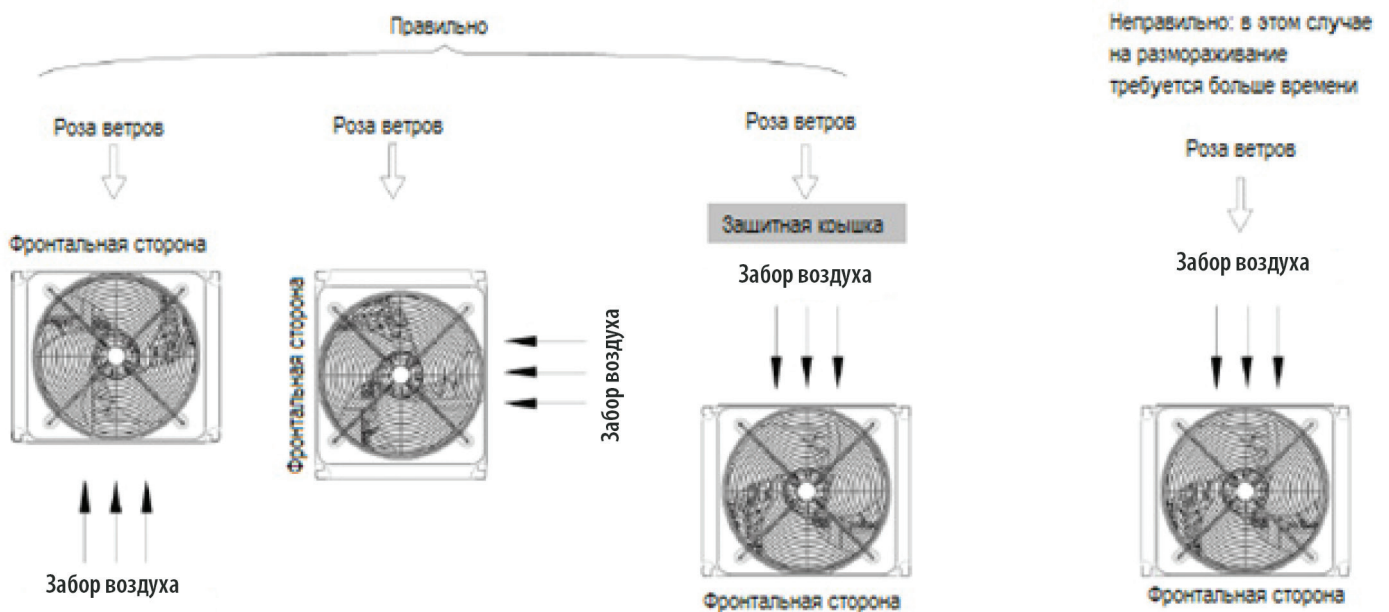 Правильно
Неправильно: в этом случае
на размораживание
требуется больше времени
Роза ветров
Роза ветров
Роза ветров
Роза ветров
Защитная крышка
Фронтальная сторона
Фронтальная сторона
Забор воздуха
Забор воздуха
Забор воздуха
Забор воздуха
Фронтальная сторона
Фронтальная сторона